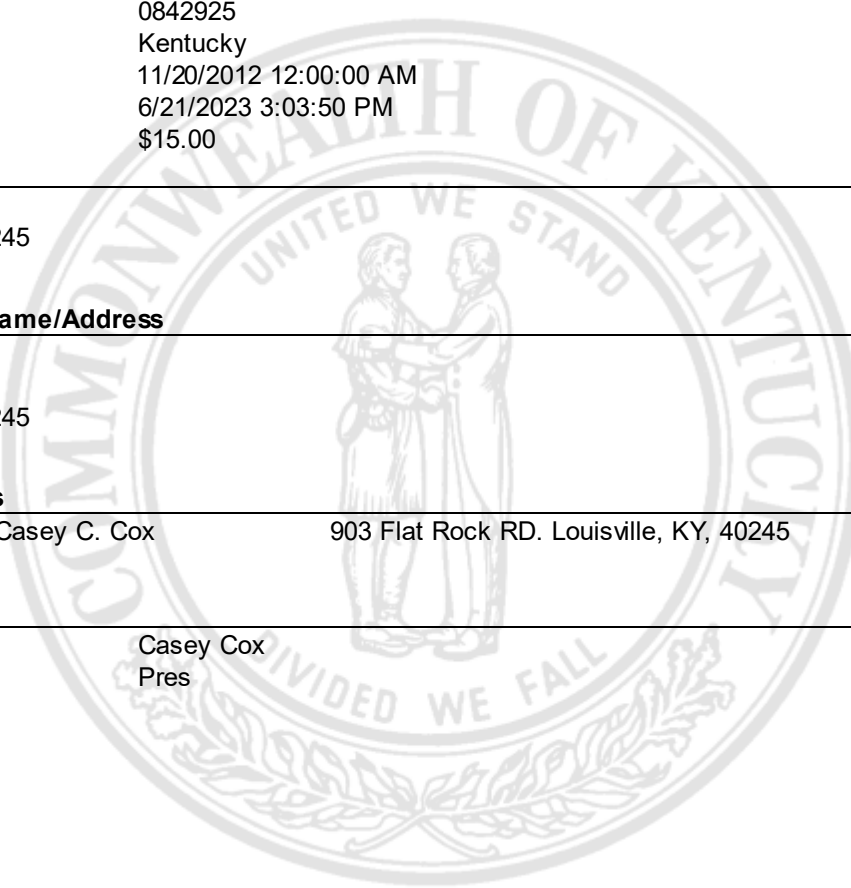 0842925
Kentucky
11/20/2012 12:00:00 AM
6/21/2023 3:03:50 PM
$15.00
245
ame/Address
245
s
Casey C. Cox 903 Flat Rock RD. Louisville, KY, 40245
Casey Cox
Pres
COMMONWEALTH OF KENTUCKY
UNITED WE STAND
DIVIDED WE FALL